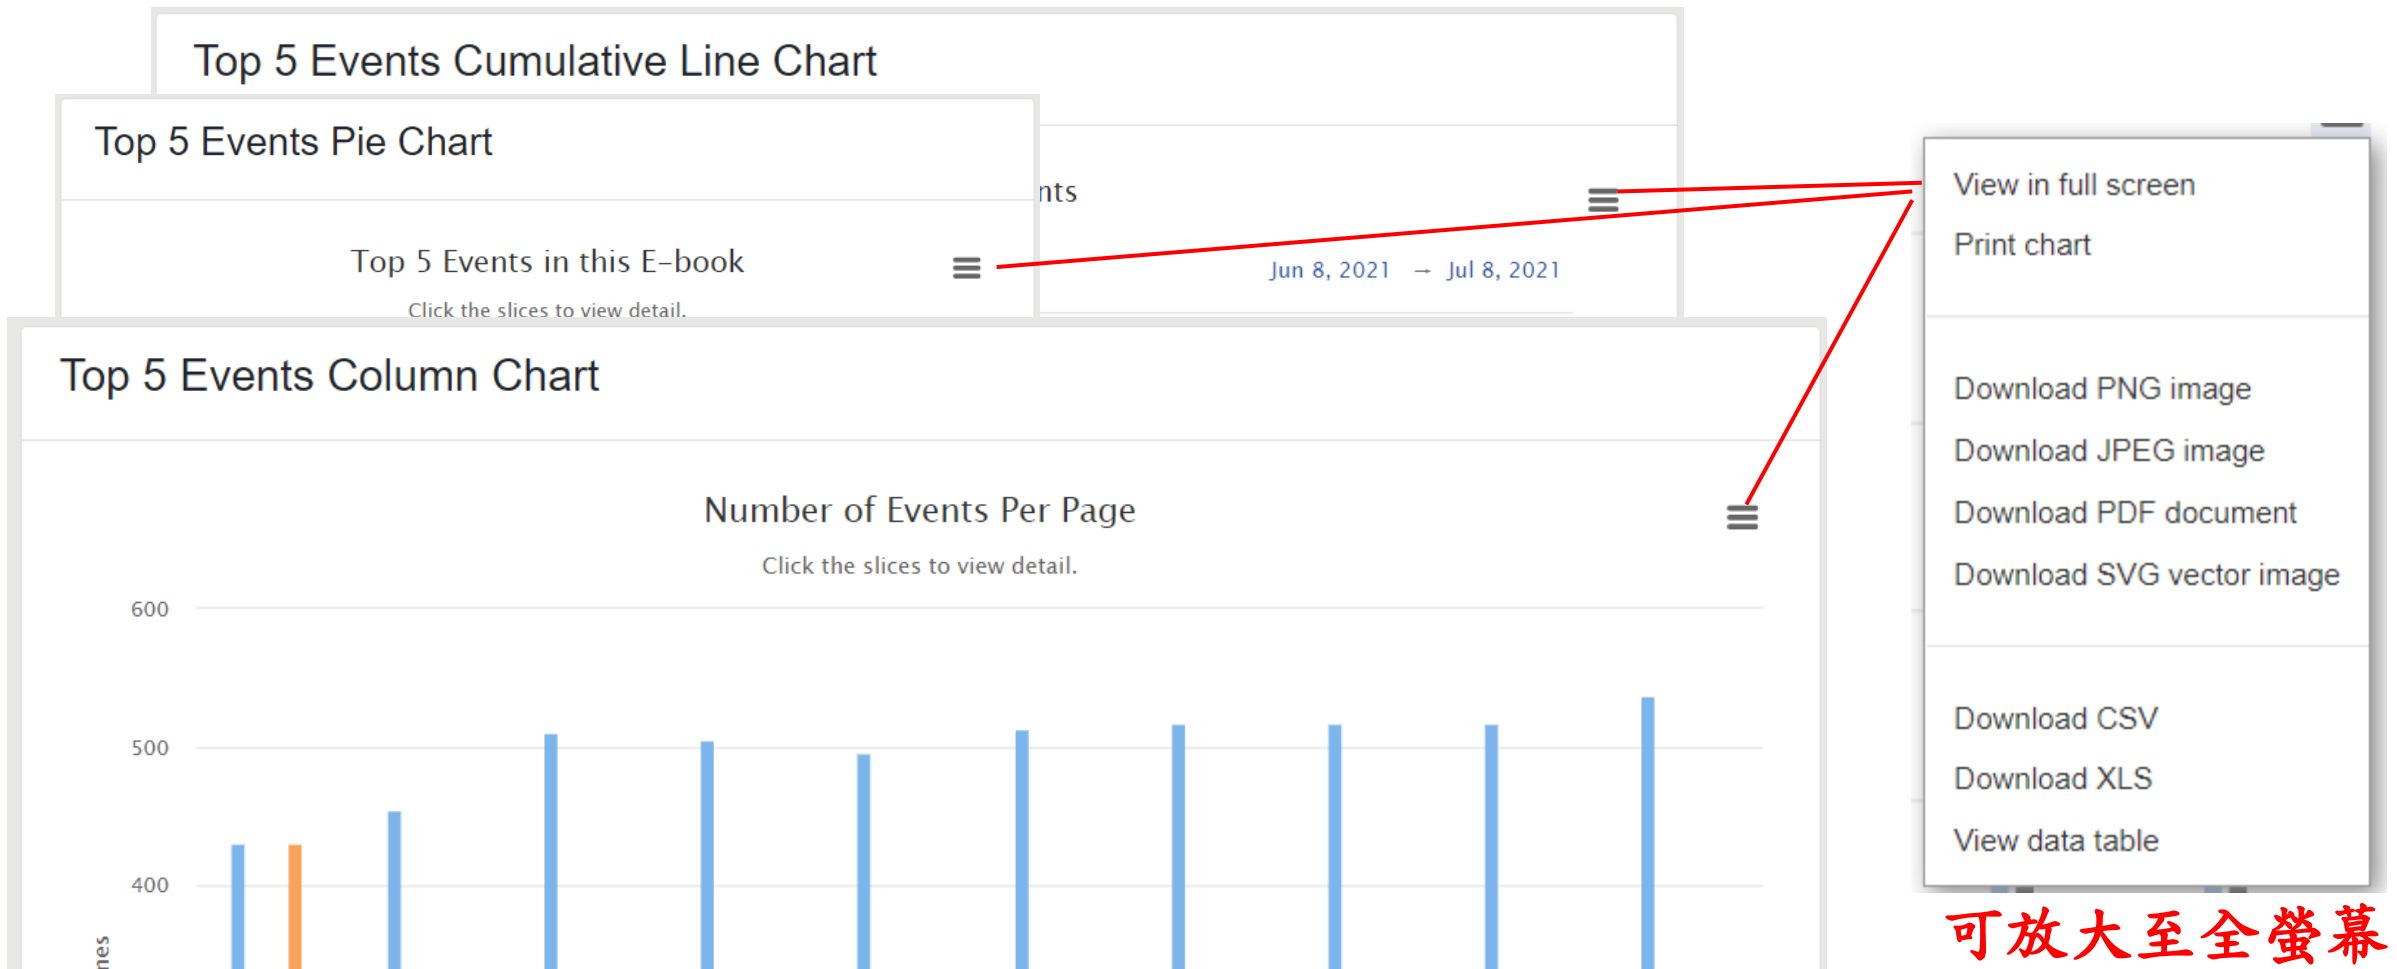 Top 5 Events Cumulative Line Chart
Top 5 Events Pie Chart
nts
Top 5 Events in this E-book
Jun 8, 2021 → Jul 8, 2021
Click the slices to view detail.
Top 5 Events Column Chart
Number of Events Per Page
Click the slices to view detail.
600
500
400
nes
View in full screen
Print chart
Download PNG image
Download JPEG image
Download PDF document
Download SVG vector image
Download CSV
Download XLS
View data table
可放大至全螢幕